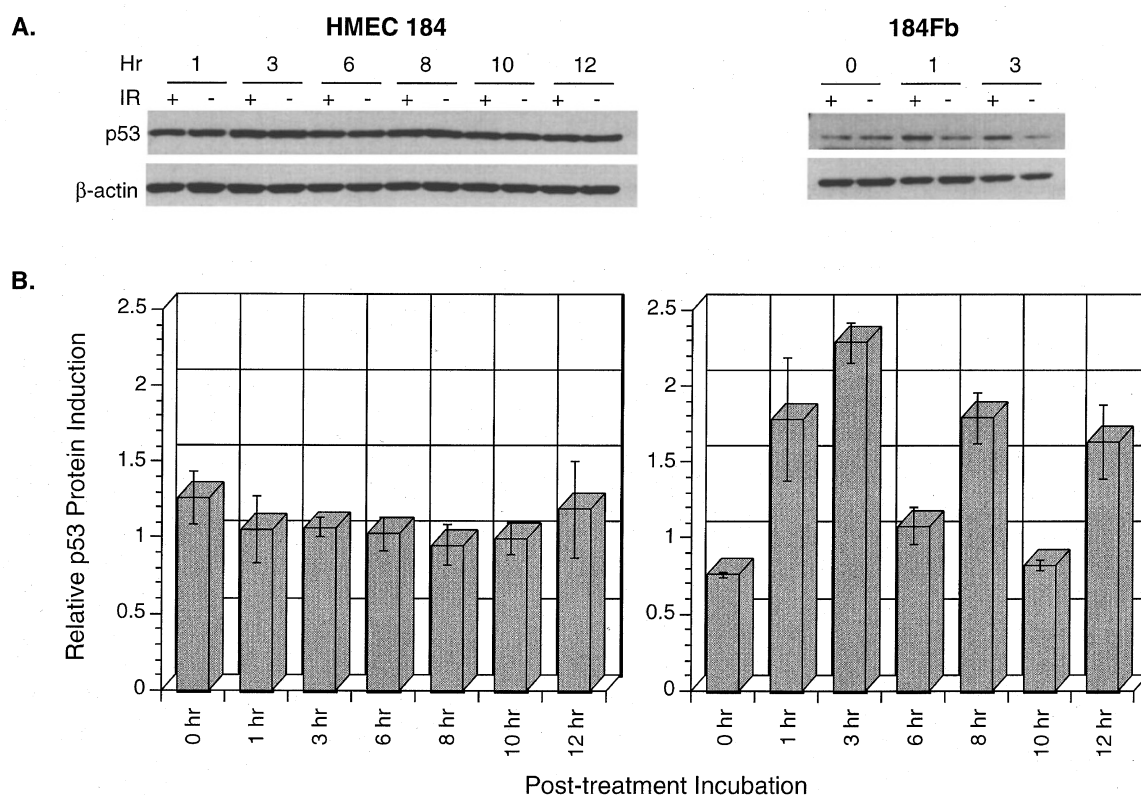 A.
HMEC 184
184Fb
Hr 1 3 6 8 10 12
0 1 3
IR + - + - + - + - + - + -
+ - + - + -
p53
β-actin
B.
Relative p53 Protein Induction
2.5
2
1.5
1
0.5
0
0 hr
1 hr
3 hr
6 hr
8 hr
10 hr
12 hr
2.5
2
1.5
1
0.5
0
0 hr
1 hr
3 hr
6 hr
8 hr
10 hr
12 hr
Post-treatment Incubation